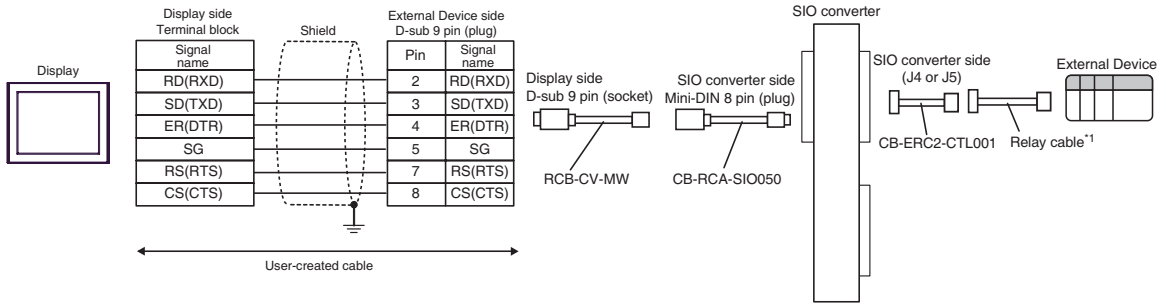 Display
Display side
Terminal block
Shield
External Device side
D-sub 9 pin (plug)
Signal
name
Pin
Signal
name
RD(RXD) 2 RD(RXD)
SD(TXD) 3 SD(TXD)
ER(DTR) 4 ER(DTR)
SG 5 SG
RS(RTS) 7 RS(RTS)
CS(CTS) 8 CS(CTS)
User-created cable
Display side
D-sub 9 pin (socket)
RCB-CV-MW
SIO converter side
Mini-DIN 8 pin (plug)
CB-RCA-SIO050
SIO converter
SIO converter side
(J4 or J5)
CB-ERC2-CTL001
Relay cable*1
External Device